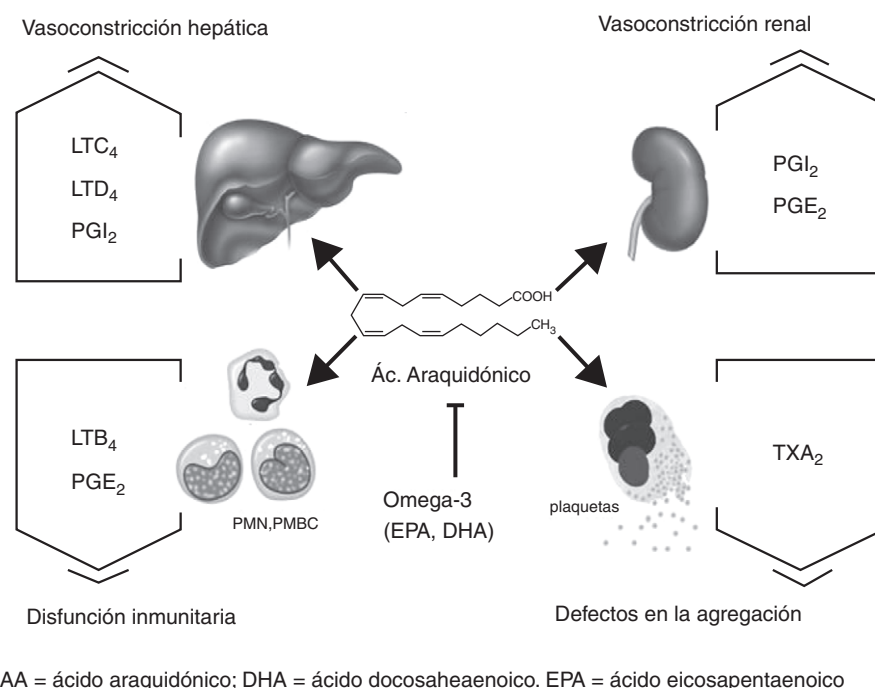 Vasoconstricción hepática
Vasoconstricción renal
LTC4
LTD4
PGI2
PGI2
PGE2
COOH
CH3
Ác. Araquidónico
LTB4
PGE2
TXA2
Omega-3
(EPA, DHA)
PMN,PMBC
plaquetas
Disfunción inmunitaria
Defectos en la agregación
AA = ácido araquidónico; DHA = ácido docosaheaenoico. EPA = ácido eicosapentaenoico